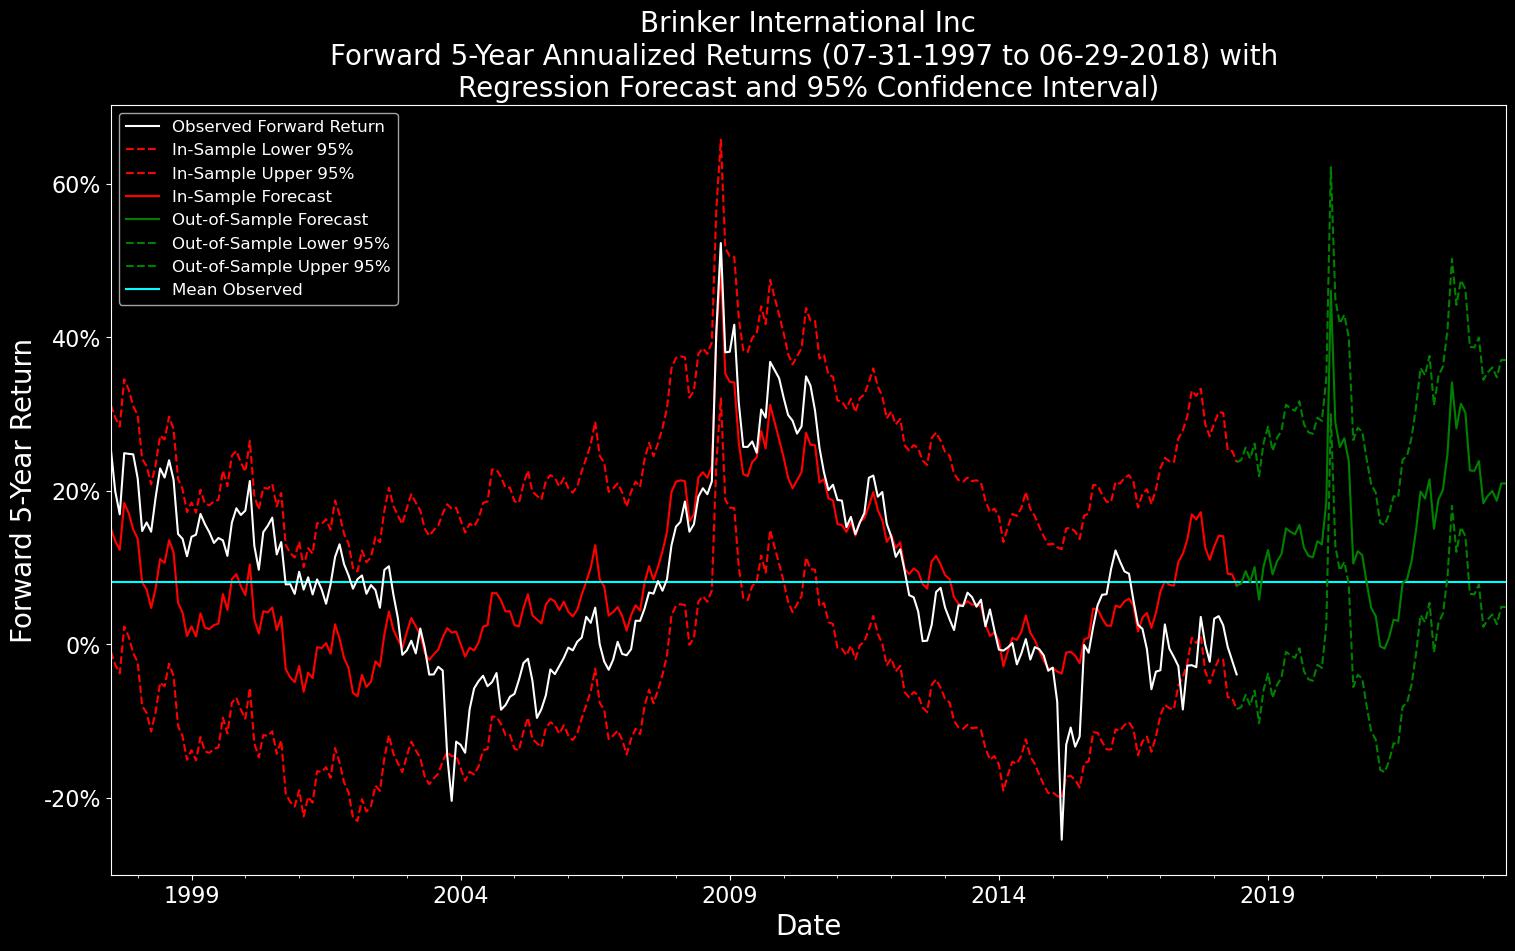 Brinker International Inc
Forward 5-Year Annualized Returns (07-31-1997 to 06-29-2018) with
Regression Forecast and 95% Confidence Interval)
Observed Forward Return
In-Sample Lower 95%
In-Sample Upper 95%
In-Sample Forecast
Out-of-Sample Forecast
Out-of-Sample Lower 95%
Out-of-Sample Upper 95%
Mean Observed
Forward 5-Year Return
60%
40%
20%
0%
-20%
1999
2004
2009
2014
2019
Date